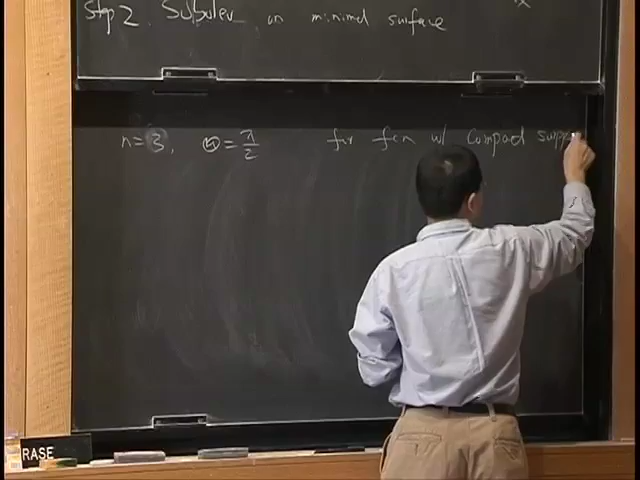 Step 2. Sobolev on minimal surface
n=3, Θ=π/2 for fcn w/ compact supp
RASE